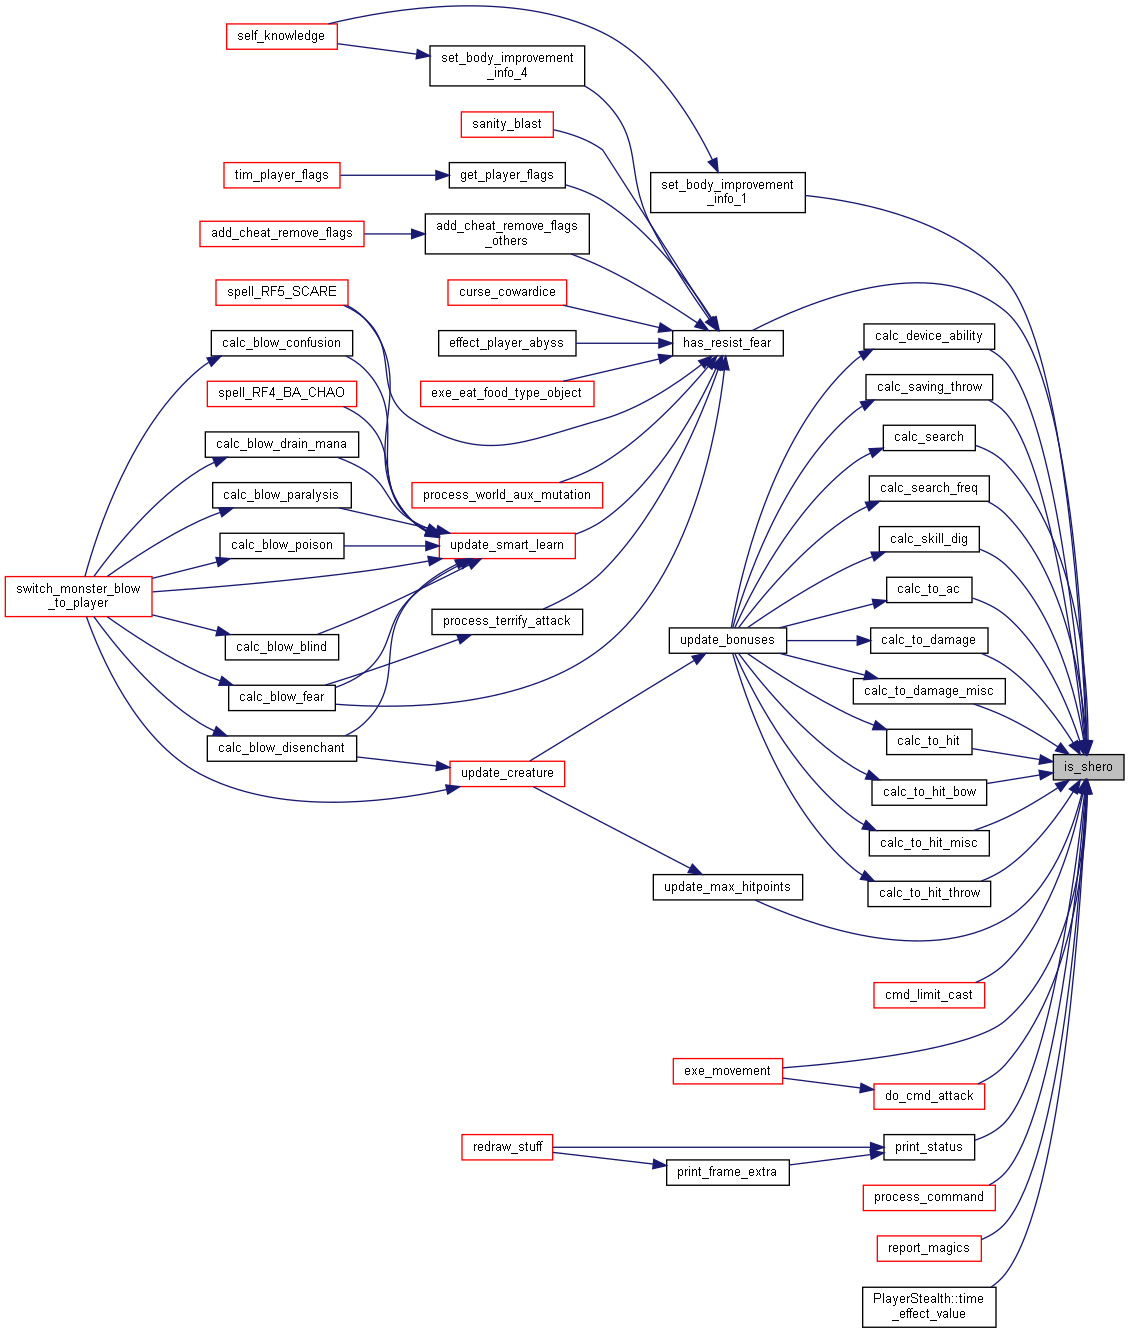 self_knowledge
set_body_improvement
_info_4
sanity_blast
tim_player_flags
get_player_flags
set_body_improvement
_info_1
add_cheat_remove_flags
add_cheat_remove_flags
_others
spell_RF5_SCARE
curse_cowardice
calc_blow_confusion
effect_player_abyss
has_resist_fear
calc_device_ability
spell_RF4_BA_CHAO
exe_eat_food_type_object
calc_saving_throw
calc_blow_drain_mana
calc_search
calc_blow_paralysis
process_world_aux_mutation
calc_search_freq
calc_blow_poison
update_smart_learn
calc_skill_dig
switch_monster_blow
_to_player
calc_to_ac
process_terrify_attack
calc_blow_blind
update_bonuses
calc_to_damage
calc_blow_fear
calc_to_damage_misc
calc_blow_disenchant
calc_to_hit
update_creature
is_shero
calc_to_hit_bow
calc_to_hit_misc
update_max_hitpoints
calc_to_hit_throw
cmd_limit_cast
exe_movement
do_cmd_attack
redraw_stuff
print_status
print_frame_extra
process_command
report_magics
PlayerStealth::time
_effect_value